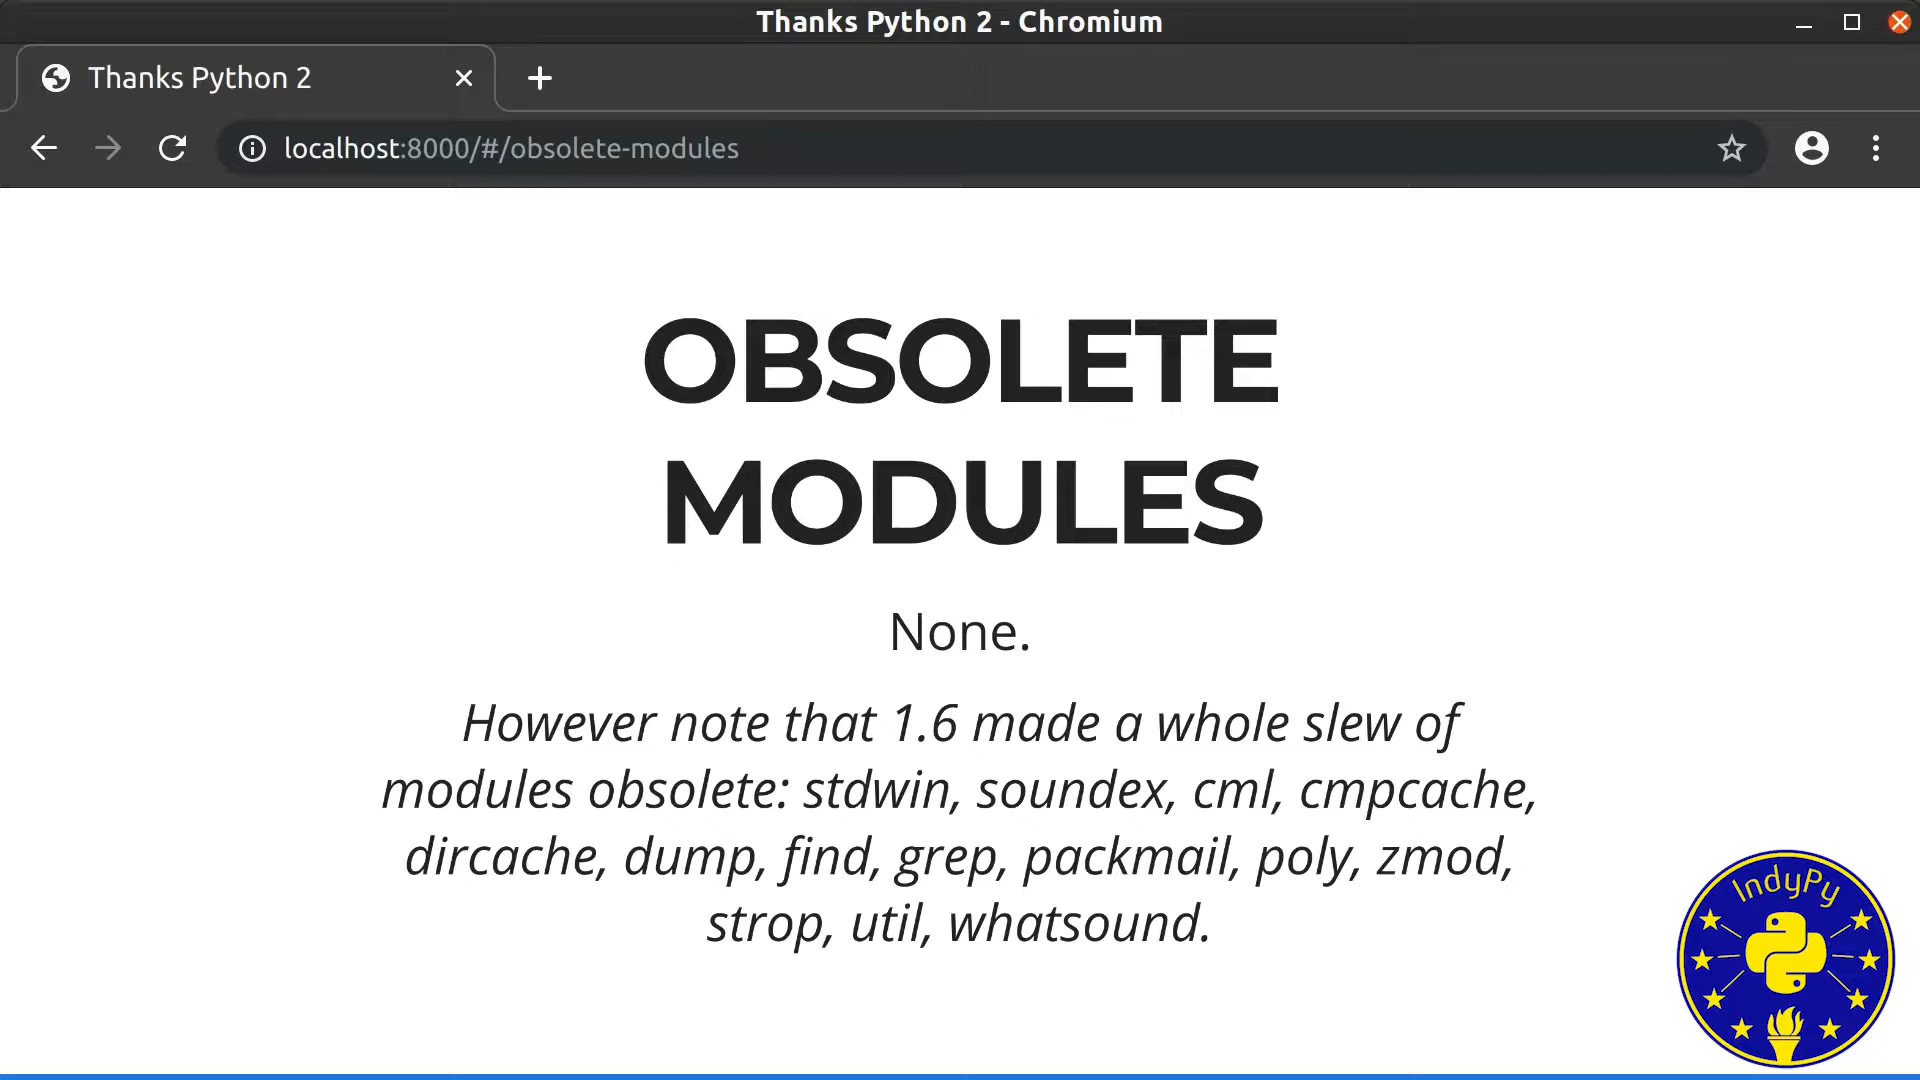 Thanks Python 2 - Chromium
Thanks Python 2
localhost:8000/#/obsolete-modules
OBSOLETE
MODULES
None.
However note that 1.6 made a whole slew of
modules obsolete: stdwin, soundex, cml, cmpcache,
dircache, dump, find, grep, packmail, poly, zmod,
strop, util, whatsound.
IndyPy